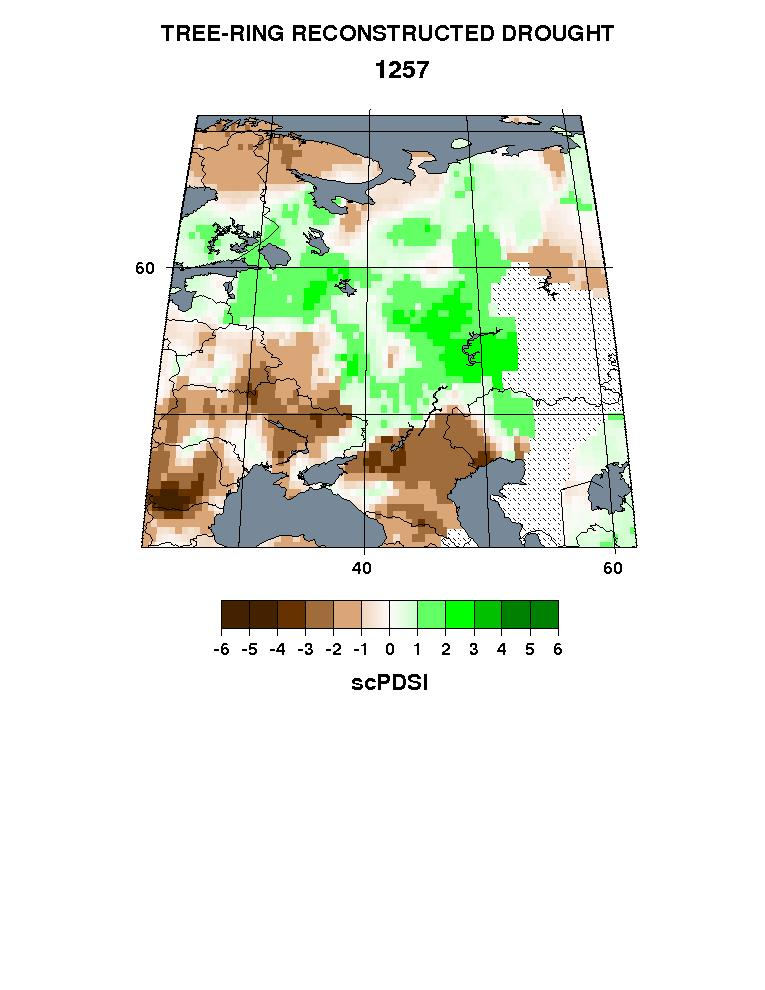 TREE-RING RECONSTRUCTED DROUGHT
1257
60
40 60
-6 -5 -4 -3 -2 -1 0 1 2 3 4 5 6
scPDSI